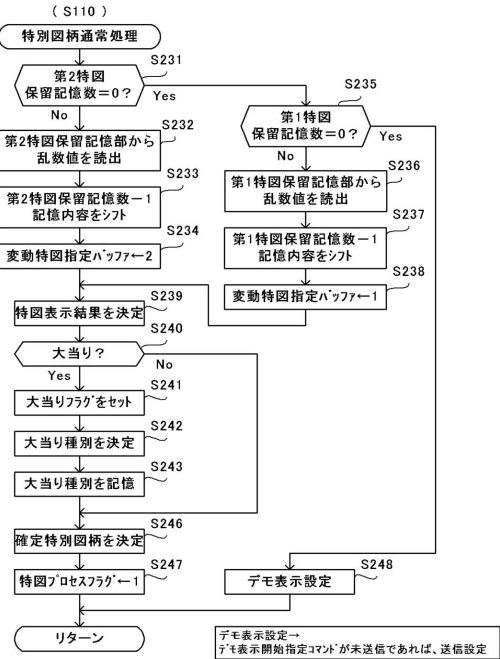 ( S110 )
特別図柄通常処理
S231
第2特図
保留記憶数=0?
Yes
No
S232
第2特図保留記憶部から
乱数値を読出
S233
第2特図保留記憶数-1
記憶内容をシフト
S234
変動特図指定バッファ←2
S235
第1特図
保留記憶数=0?
Yes
No
S236
第1特図保留記憶部から
乱数値を読出
S237
第1特図保留記憶数-1
記憶内容をシフト
S238
変動特図指定バッファ←1
S239
特図表示結果を決定
S240
大当り?
No
Yes
S241
大当りフラグをセット
S242
大当り種別を決定
S243
大当り種別を記憶
S246
確定特別図柄を決定
S247
特図プロセスフラグ←1
S248
デモ表示設定
リターン
デモ表示設定→
デモ表示開始指定コマンドが未送信であれば、送信設定